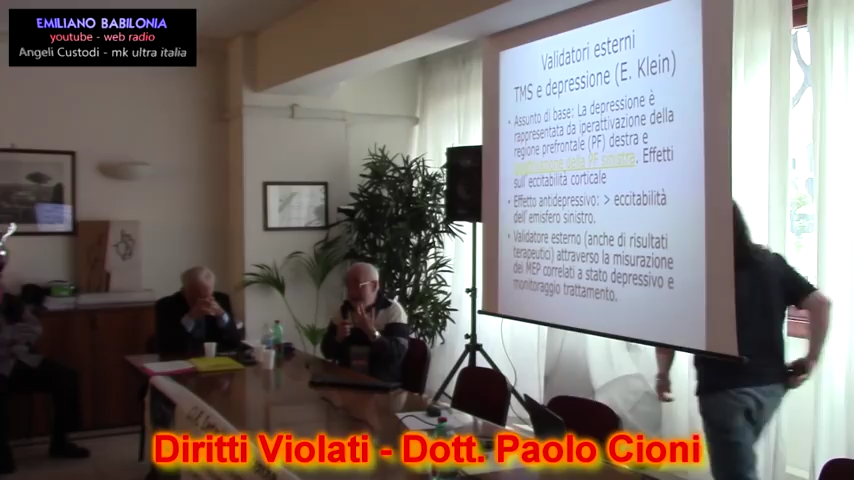 EMILIANO BABILONIA
youtube - web radio
Angeli Custodi - mk ultra italia
Validatori esterni
TMS e depressione (E. Klein)
• Assunto di base: La depressione è
rappresentata da iperattivazione della
regione prefrontale (PF) destra e
della PF sinistra. Effetti
sull'eccitabilità corticale
• Effetto antidepressivo: > eccitabilità
dell'emisfero sinistro.
• Validatore esterno (anche di risultati
terapeutici) attraverso la misurazione
dei MEP correlati a stato depressivo e
monitoraggio trattamento.
Diritti Violati - Dott. Paolo Cioni